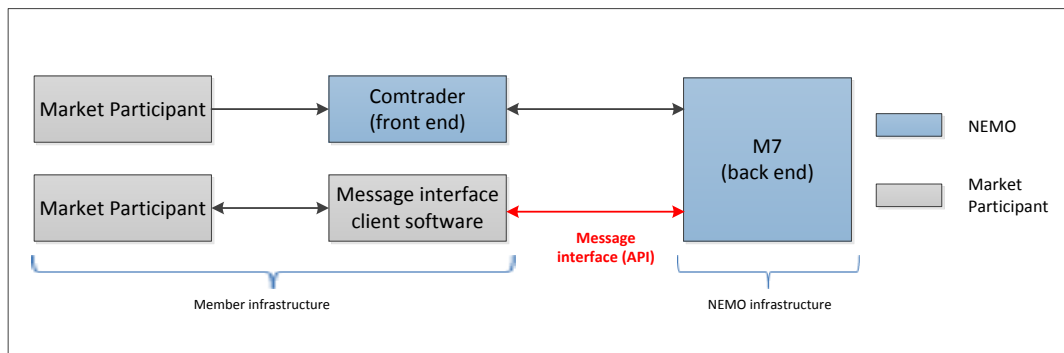 Market Participant
Comtrader
(front end)
M7
(back end)
NEMO
Market Participant
Message interface
client software
Market
Participant
Message
interface (API)
Member infrastructure
NEMO infrastructure